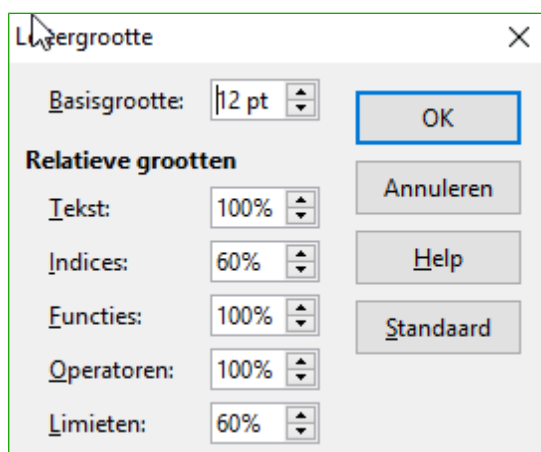 Basisgrootte: 12 pt
OK
Relatieve grootten
Annuleren
Tekst: 100%
Indices: 60%
Help
Functies: 100%
Standaard
Operatoren: 100%
Limieten: 60%